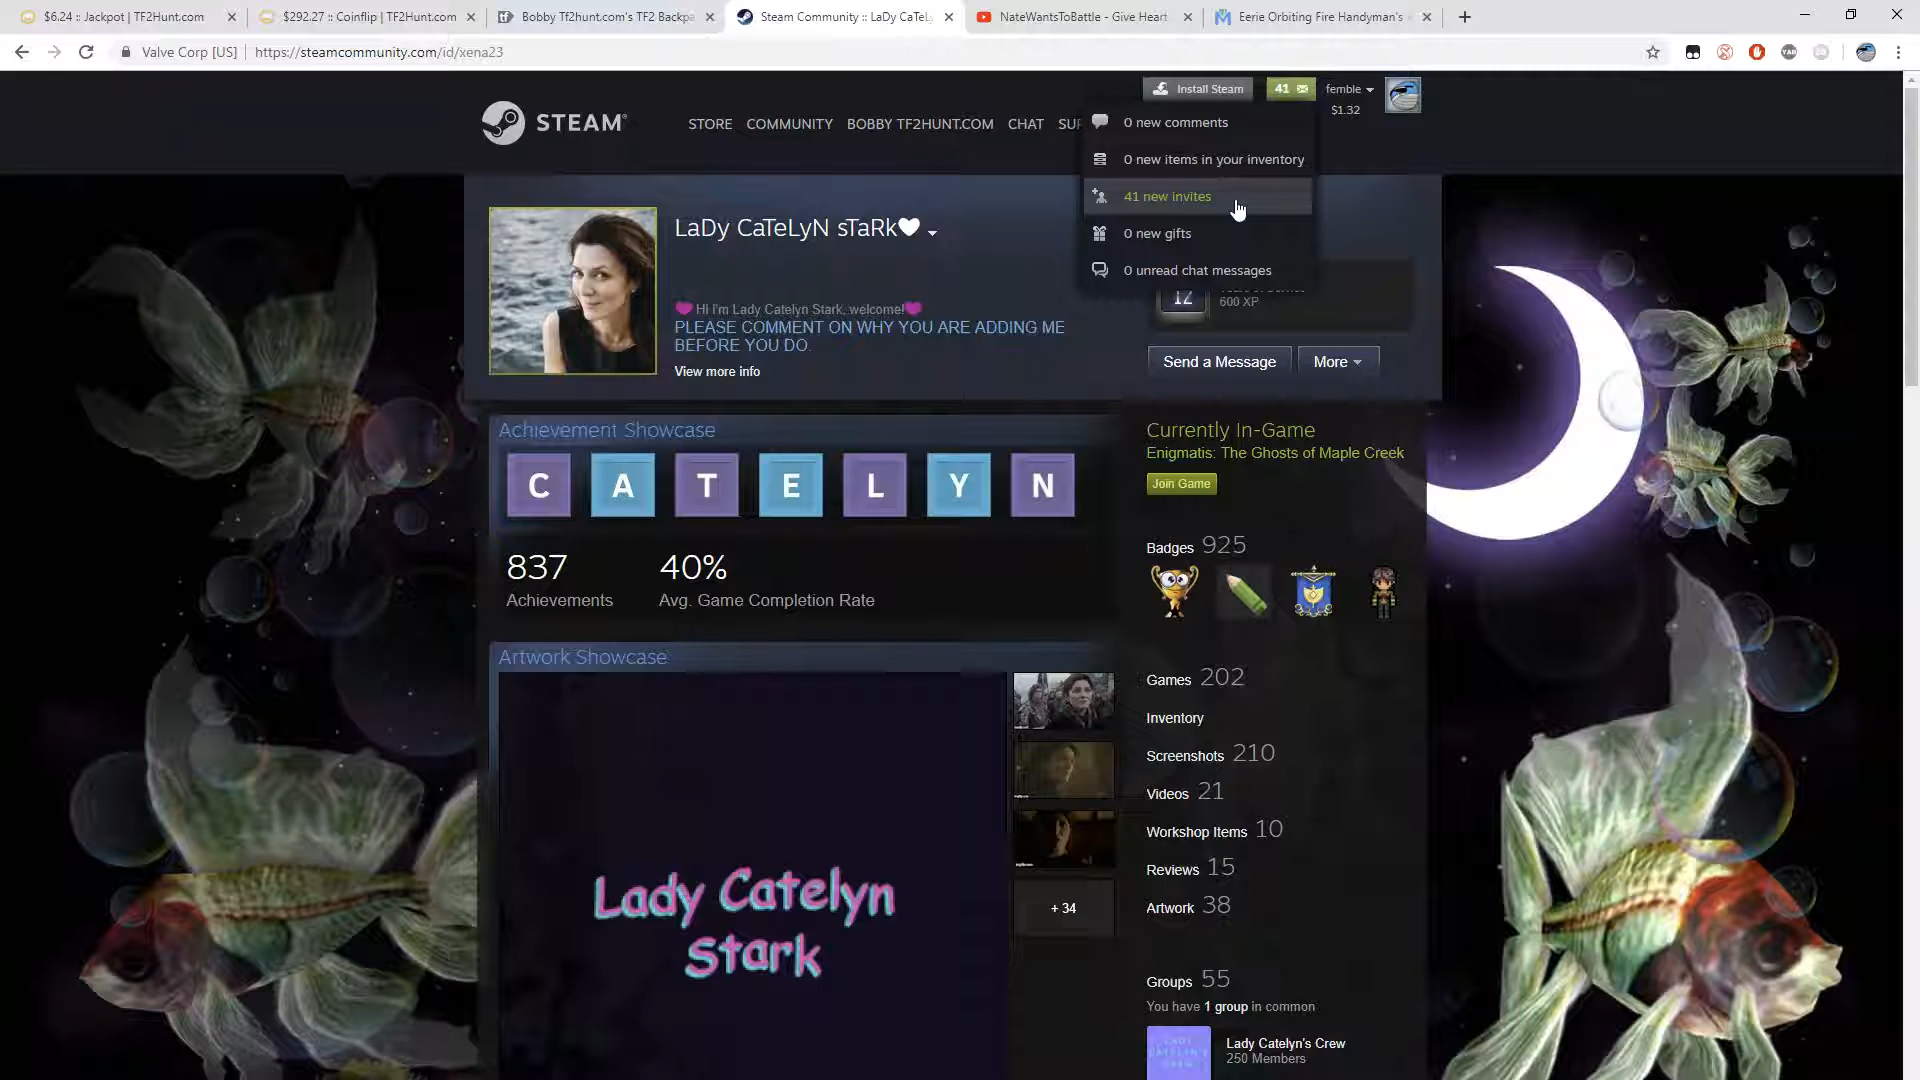 $6.24 :: Jackpot | TF2Hunt.com
$292.27 :: Coinflip | TF2Hunt.com
Bobby Tf2hunt.com's TF2 Backpa
Steam Community :: LaDy CaTeL
NateWantsToBattle - Give Heart
Eerie Orbiting Fire Handyman's
Valve Corp [US]
https://steamcommunity.com/id/xena23
Install Steam
41
femble
$1.32
STEAM
STORE
COMMUNITY
BOBBY TF2HUNT.COM
CHAT
SUP
0 new comments
0 new items in your inventory
41 new invites
0 new gifts
0 unread chat messages
LaDy CaTeLyN sTaRk
HI I'm Lady Catelyn Stark, welcome!
PLEASE COMMENT ON WHY YOU ARE ADDING ME
BEFORE YOU DO.
View more info
12
600 XP
Send a Message
More
Achievement Showcase
C A T E L Y N
837
Achievements
40%
Avg. Game Completion Rate
Artwork Showcase
Lady Catelyn
Stark
+ 34
Currently In-Game
Enigmatis: The Ghosts of Maple Creek
Join Game
Badges 925
Games 202
Inventory
Screenshots 210
Videos 21
Workshop Items 10
Reviews 15
Artwork 38
Groups 55
You have 1 group in common
Lady Catelyn's Crew
250 Members